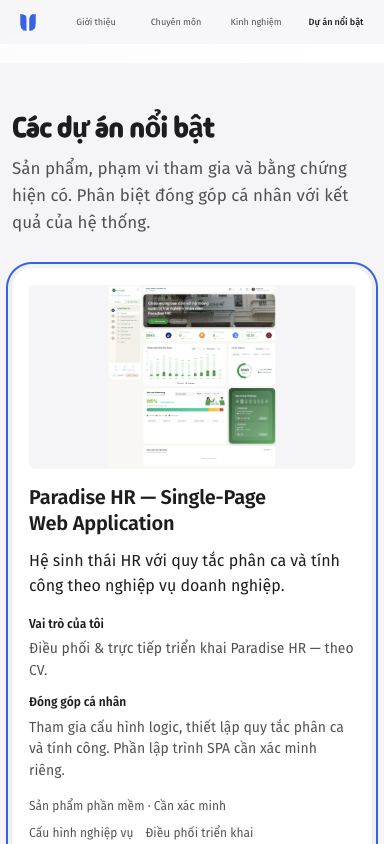 Giới thiệu
Chuyên môn
Kinh nghiệm
Dự án nổi bật
Các dự án nổi bật
Sản phẩm, phạm vi tham gia và bằng chứng
hiện có. Phân biệt đóng góp cá nhân với kết
quả của hệ thống.
Paradise HR — Single-Page
Web Application
Hệ sinh thái HR với quy tắc phân ca và tính
công theo nghiệp vụ doanh nghiệp.
Vai trò của tôi
Điều phối & trực tiếp triển khai Paradise HR — theo
CV.
Đóng góp cá nhân
Tham gia cấu hình logic, thiết lập quy tắc phân ca
và tính công. Phần lập trình SPA cần xác minh
riêng.
Sản phẩm phần mềm · Cần xác minh
Cấu hình nghiệp vụ Điều phối triển khai